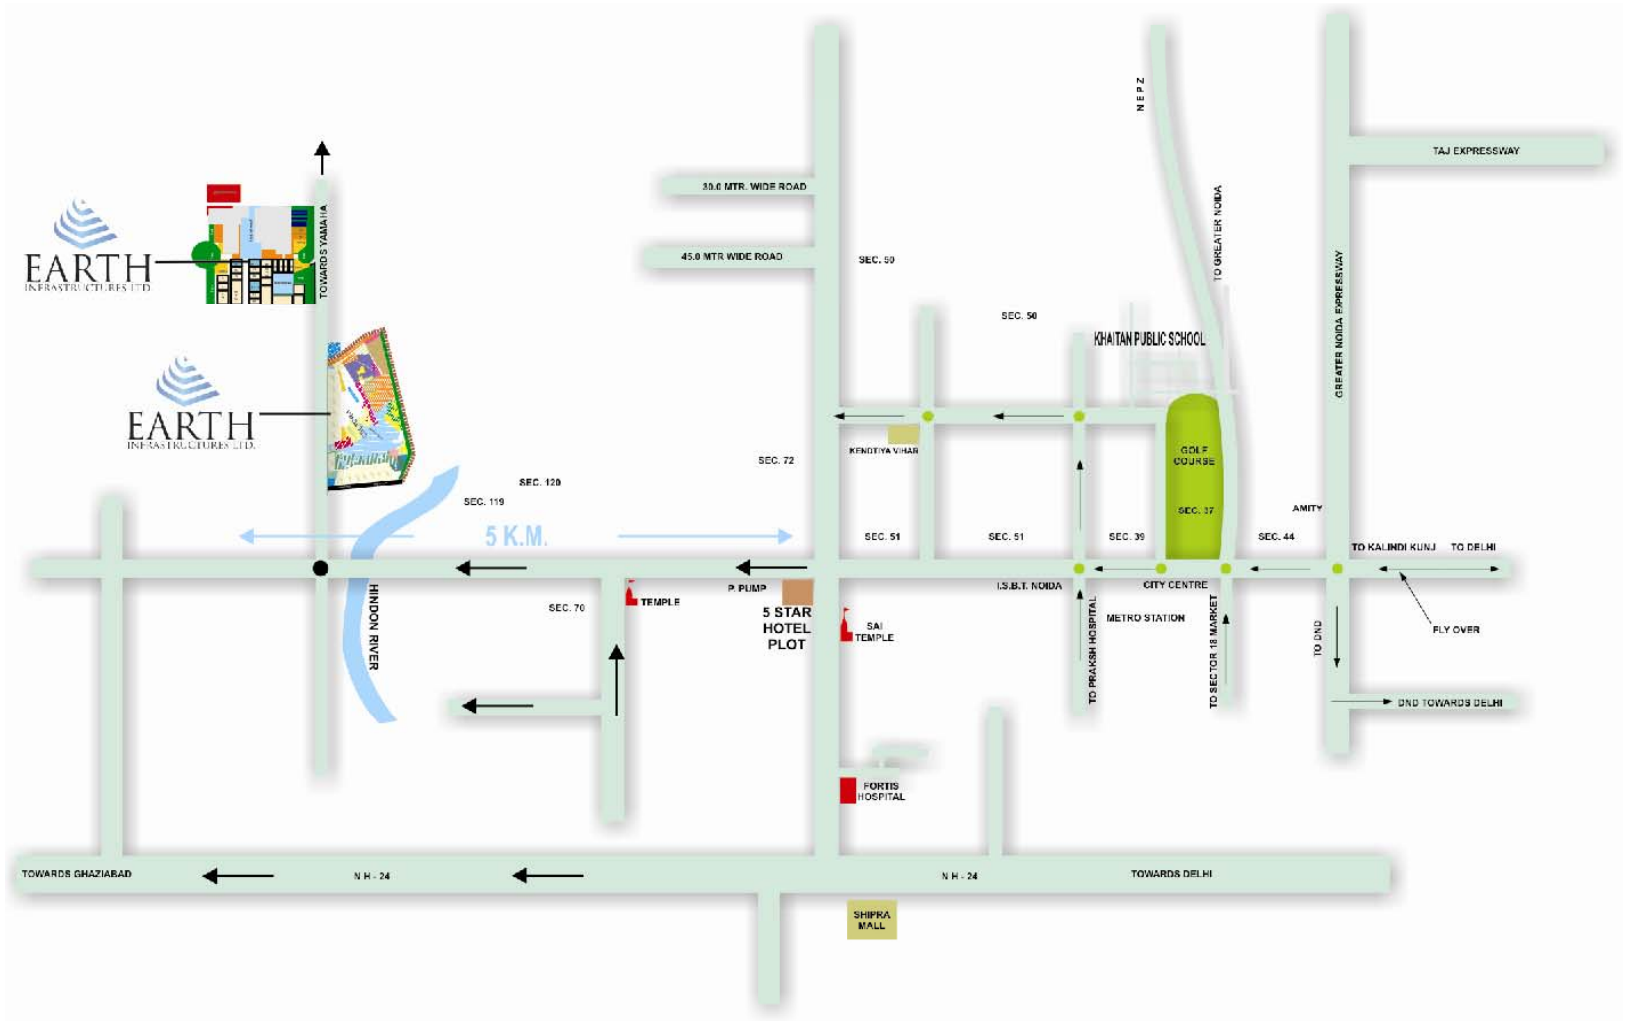 NEPZ
TAJ EXPRESSWAY
30.0 MTR. WIDE ROAD
45.0 MTR WIDE ROAD
TOWARDS YAMAHA
EARTH
INFRASTRUCTURES LTD.
TO GREATER NOIDA
SEC. 50
GREATER NOIDA EXPRESSWAY
SEC. 50
KHAITAN PUBLIC SCHOOL
EARTH
INFRASTRUCTURES LTD.
KENDTIYA VIHAR
GOLF
COURSE
SEC. 72
SEC. 120
SEC. 119
SEC. 37
AMITY
5 K.M.
SEC. 51
SEC. 51
SEC. 39
SEC. 44
TO KALINDI KUNJ
TO DELHI
HINDON RIVER
P. PUMP
I.S.B.T. NOIDA
CITY CENTRE
TEMPLE
SEC. 70
5 STAR
HOTEL
PLOT
SAI
TEMPLE
METRO STATION
TO PRAKSH HOSPITAL
TO SECTOR 18 MARKET
TO DND
FLY OVER
DND TOWARDS DELHI
FORTIS
HOSPITAL
TOWARDS GHAZIABAD
N H - 24
N H - 24
TOWARDS DELHI
SHIPRA
MALL